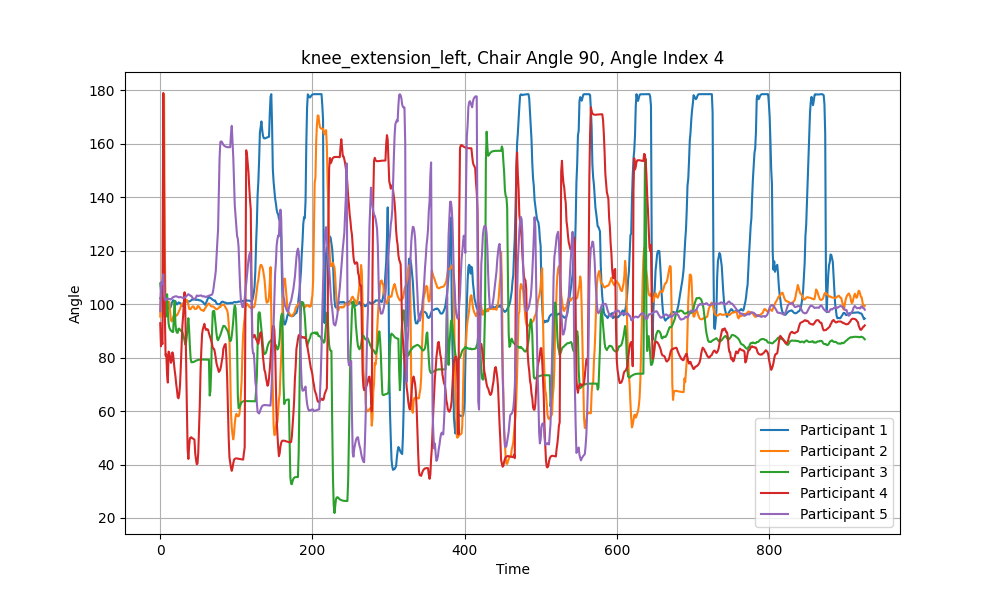 knee_extension_left, Chair Angle 90, Angle Index 4
Angle
180
160
140
120
100
80
60
40
20
0
200
400
600
800
Time
Participant 1
Participant 2
Participant 3
Participant 4
Participant 5